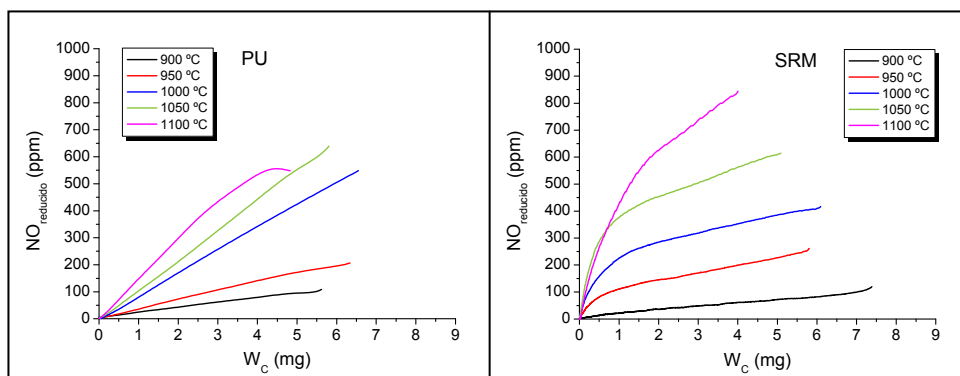 PU
900 ºC
950 ºC
1000 ºC
1050 ºC
1100 ºC
1000
900
800
700
600
500
400
300
200
100
0
0 1 2 3 4 5 6 7 8 9
NOreducido (ppm)
WC (mg)
SRM
900 ºC
950 ºC
1000 ºC
1050 ºC
1100 ºC
1000
900
800
700
600
500
400
300
200
100
0
0 1 2 3 4 5 6 7 8 9
NOreducido (ppm)
WC (mg)